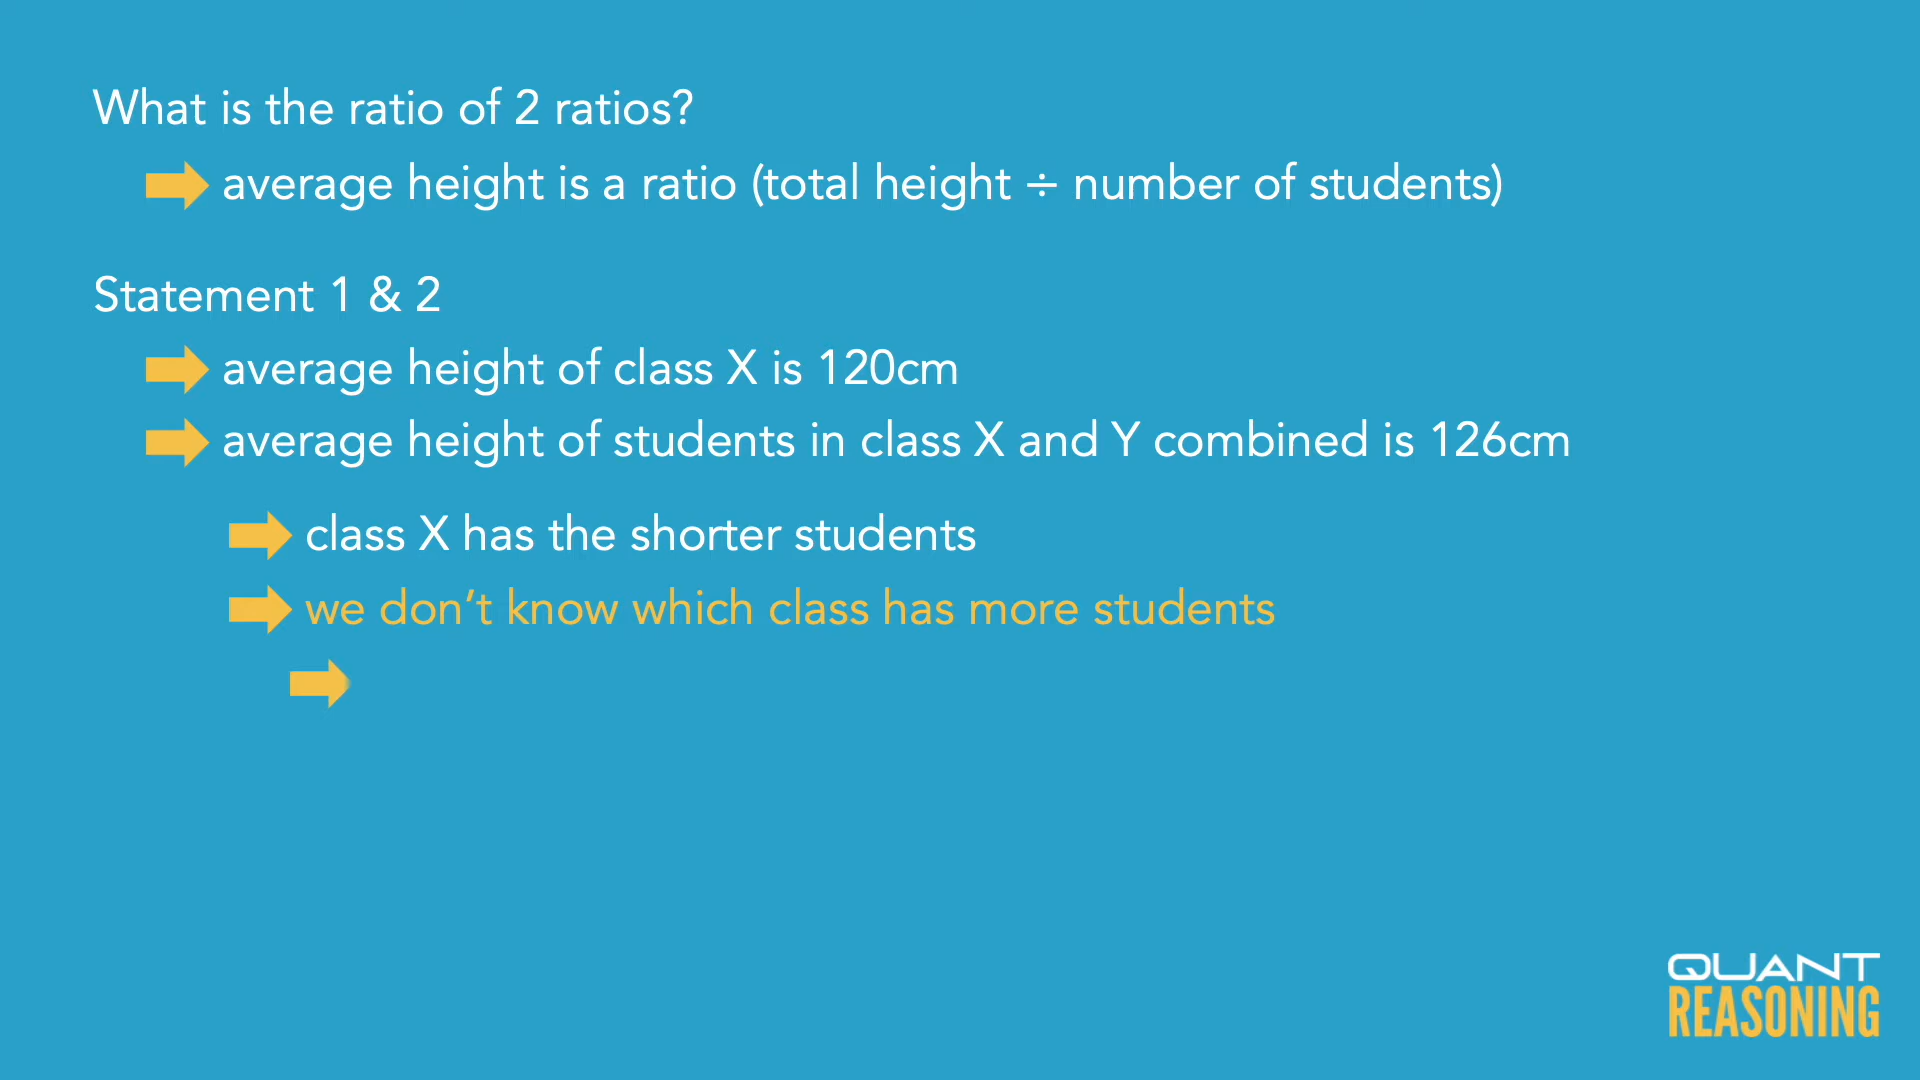 What is the ratio of 2 ratios?
average height is a ratio (total height ÷ number of students)
Statement 1 & 2
average height of class X is 120cm
average height of students in class X and Y combined is 126cm
class X has the shorter students
we don’t know which class has more students
QUANT
REASONING